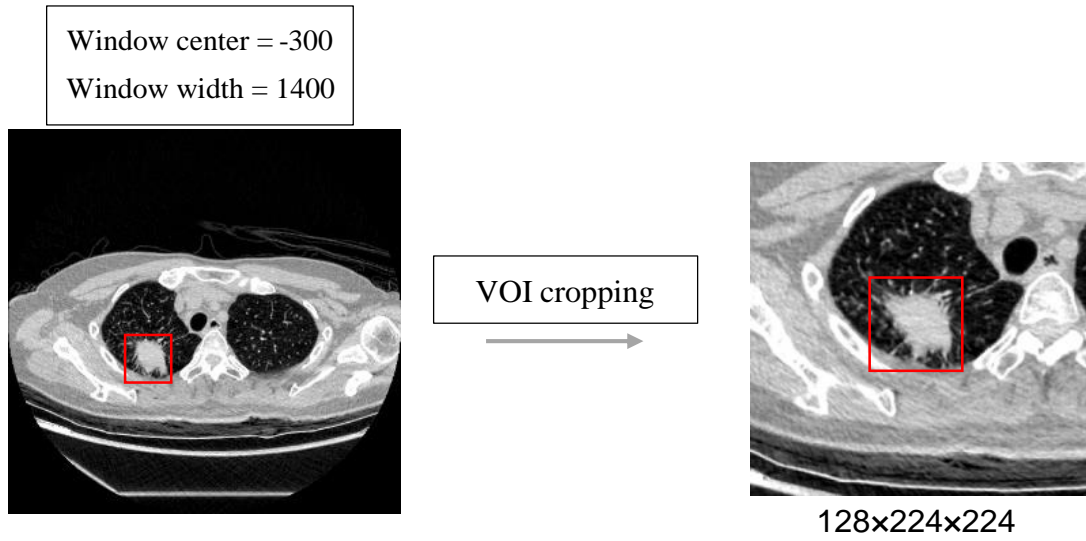 Window center = -300
Window width = 1400
VOI cropping
128×224×224